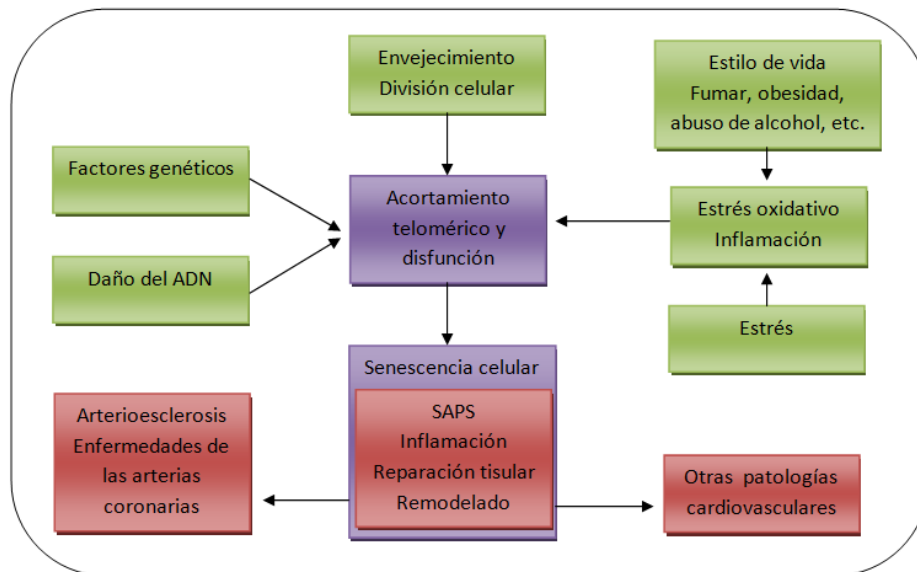 Envejecimiento
División celular
Estilo de vida
Fumar, obesidad,
abuso de alcohol, etc.
Factores genéticos
Acortamiento
telomérico y
disfunción
Estrés oxidativo
Inflamación
Daño del ADN
Estrés
Senescencia celular
SAPS
Inflamación
Reparación tisular
Remodelado
Arterioesclerosis
Enfermedades de
las arterias
coronarias
Otras patologías
cardiovasculares